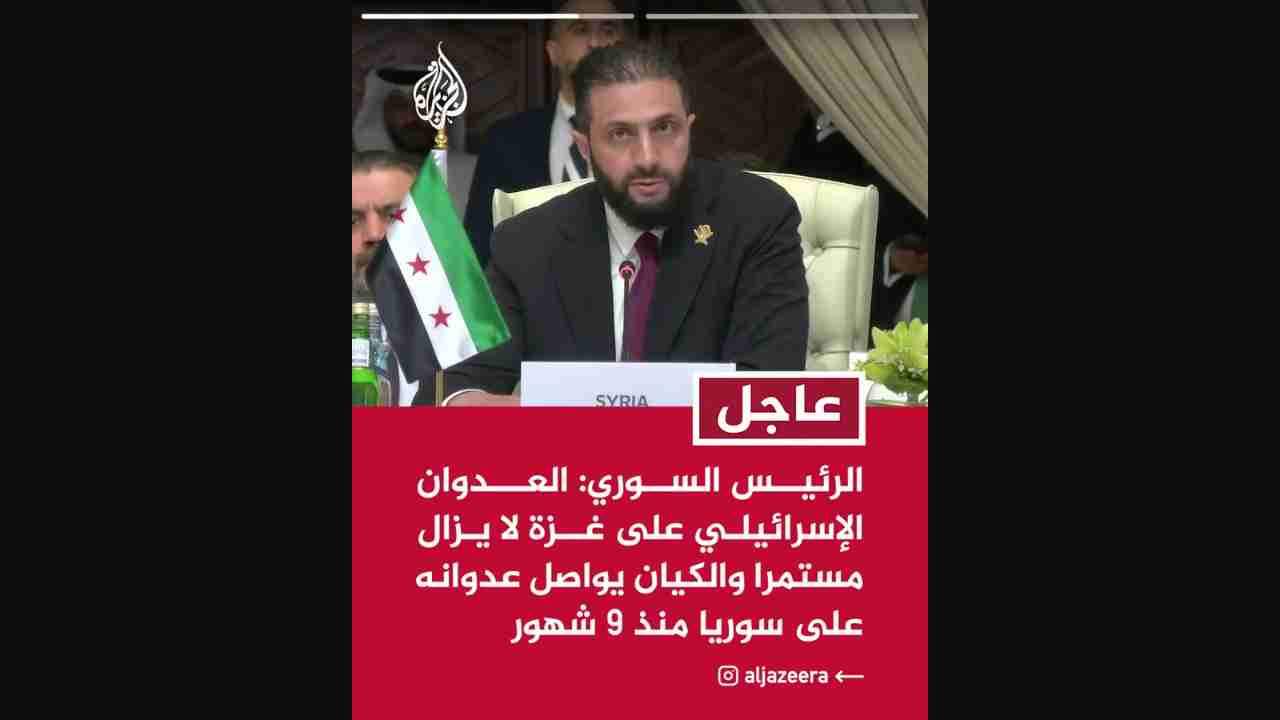 الجزيرة
SYRIA
عاجل
الرئيس السوري: العدوان
الإسرائيلي على غزة لا يزال
مستمرا والكيان يواصل عدوانه
على سوريا منذ 9 شهور
aljazeera